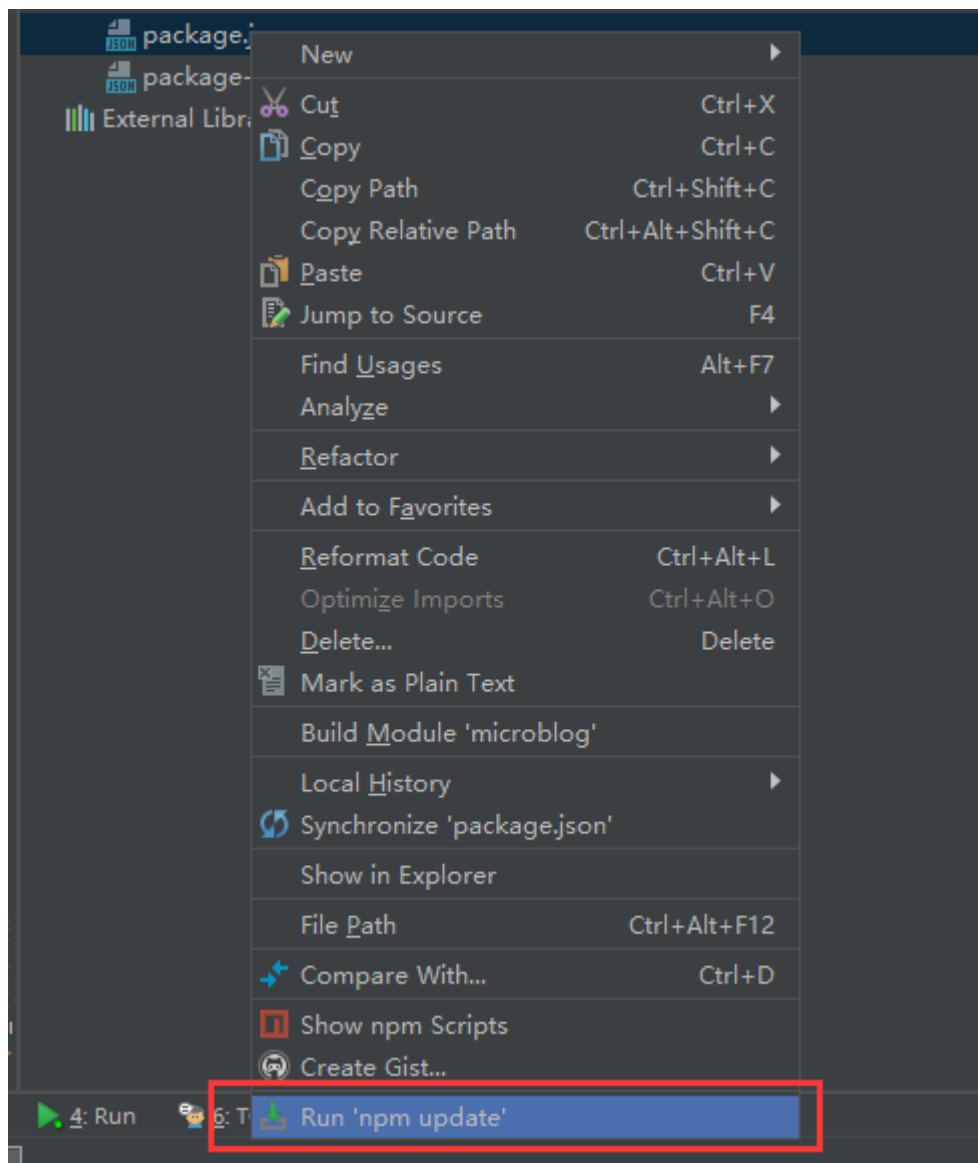 package.j
package-
External Libr
New
Cut Ctrl+X
Copy Ctrl+C
Copy Path Ctrl+Shift+C
Copy Relative Path Ctrl+Alt+Shift+C
Paste Ctrl+V
Jump to Source F4
Find Usages Alt+F7
Analyze
Refactor
Add to Favorites
Reformat Code Ctrl+Alt+L
Optimize Imports Ctrl+Alt+O
Delete... Delete
Mark as Plain Text
Build Module 'microblog'
Local History
Synchronize 'package.json'
Show in Explorer
File Path Ctrl+Alt+F12
Compare With... Ctrl+D
Show npm Scripts
Create Gist...
4: Run 6: T Run 'npm update'